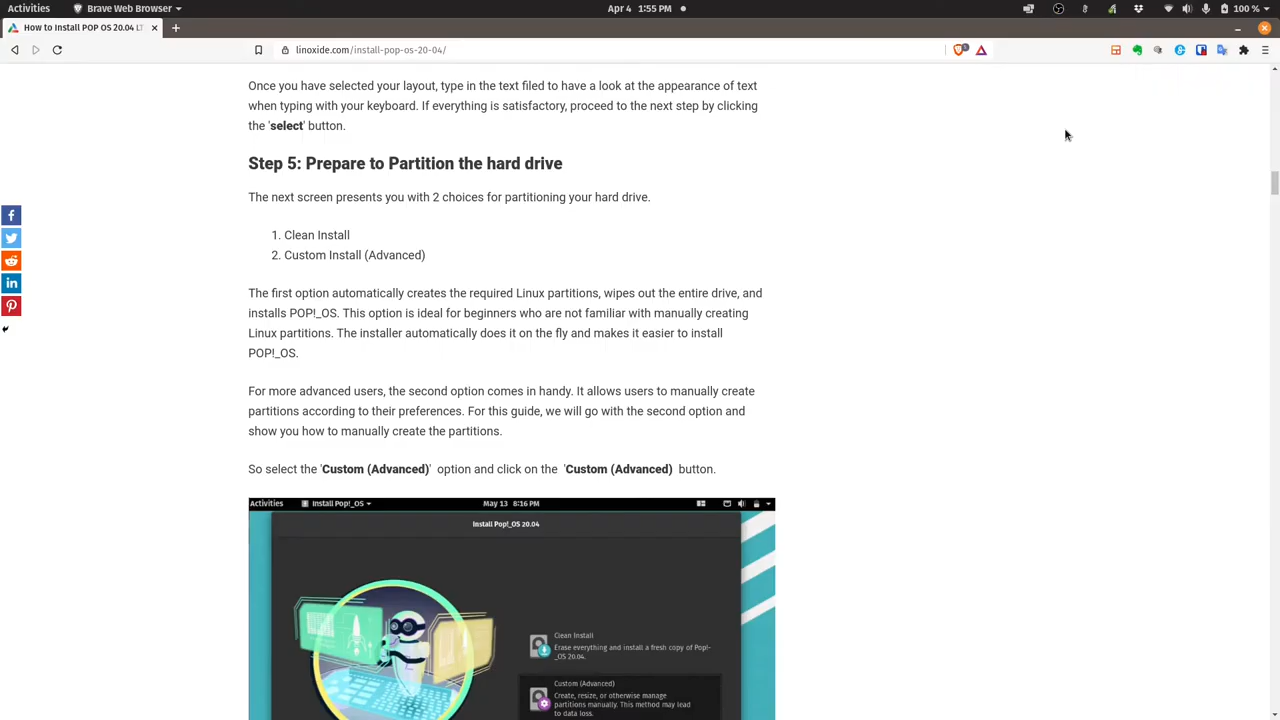 Activities
Brave Web Browser
Apr 4 1:55 PM
100 %
How to Install POP OS 20.04 LT
linoxide.com/install-pop-os-20-04/
Once you have selected your layout, type in the text filed to have a look at the appearance of text
when typing with your keyboard. If everything is satisfactory, proceed to the next step by clicking
the 'select' button.
Step 5: Prepare to Partition the hard drive
The next screen presents you with 2 choices for partitioning your hard drive.
1. Clean Install
2. Custom Install (Advanced)
The first option automatically creates the required Linux partitions, wipes out the entire drive, and
installs POP!_OS. This option is ideal for beginners who are not familiar with manually creating
Linux partitions. The installer automatically does it on the fly and makes it easier to install
POP!_OS.
For more advanced users, the second option comes in handy. It allows users to manually create
partitions according to their preferences. For this guide, we will go with the second option and
show you how to manually create the partitions.
So select the 'Custom (Advanced)' option and click on the 'Custom (Advanced) button.
Activities
Install Pop!_OS
May 13 8:16 PM
Install Pop!_OS 20.04
Clean Install
Erase everything and install a fresh copy of Pop!-
_OS 20.04.
Custom (Advanced)
Create, resize, or otherwise manage
partitions manually. This method may lead
to data loss.